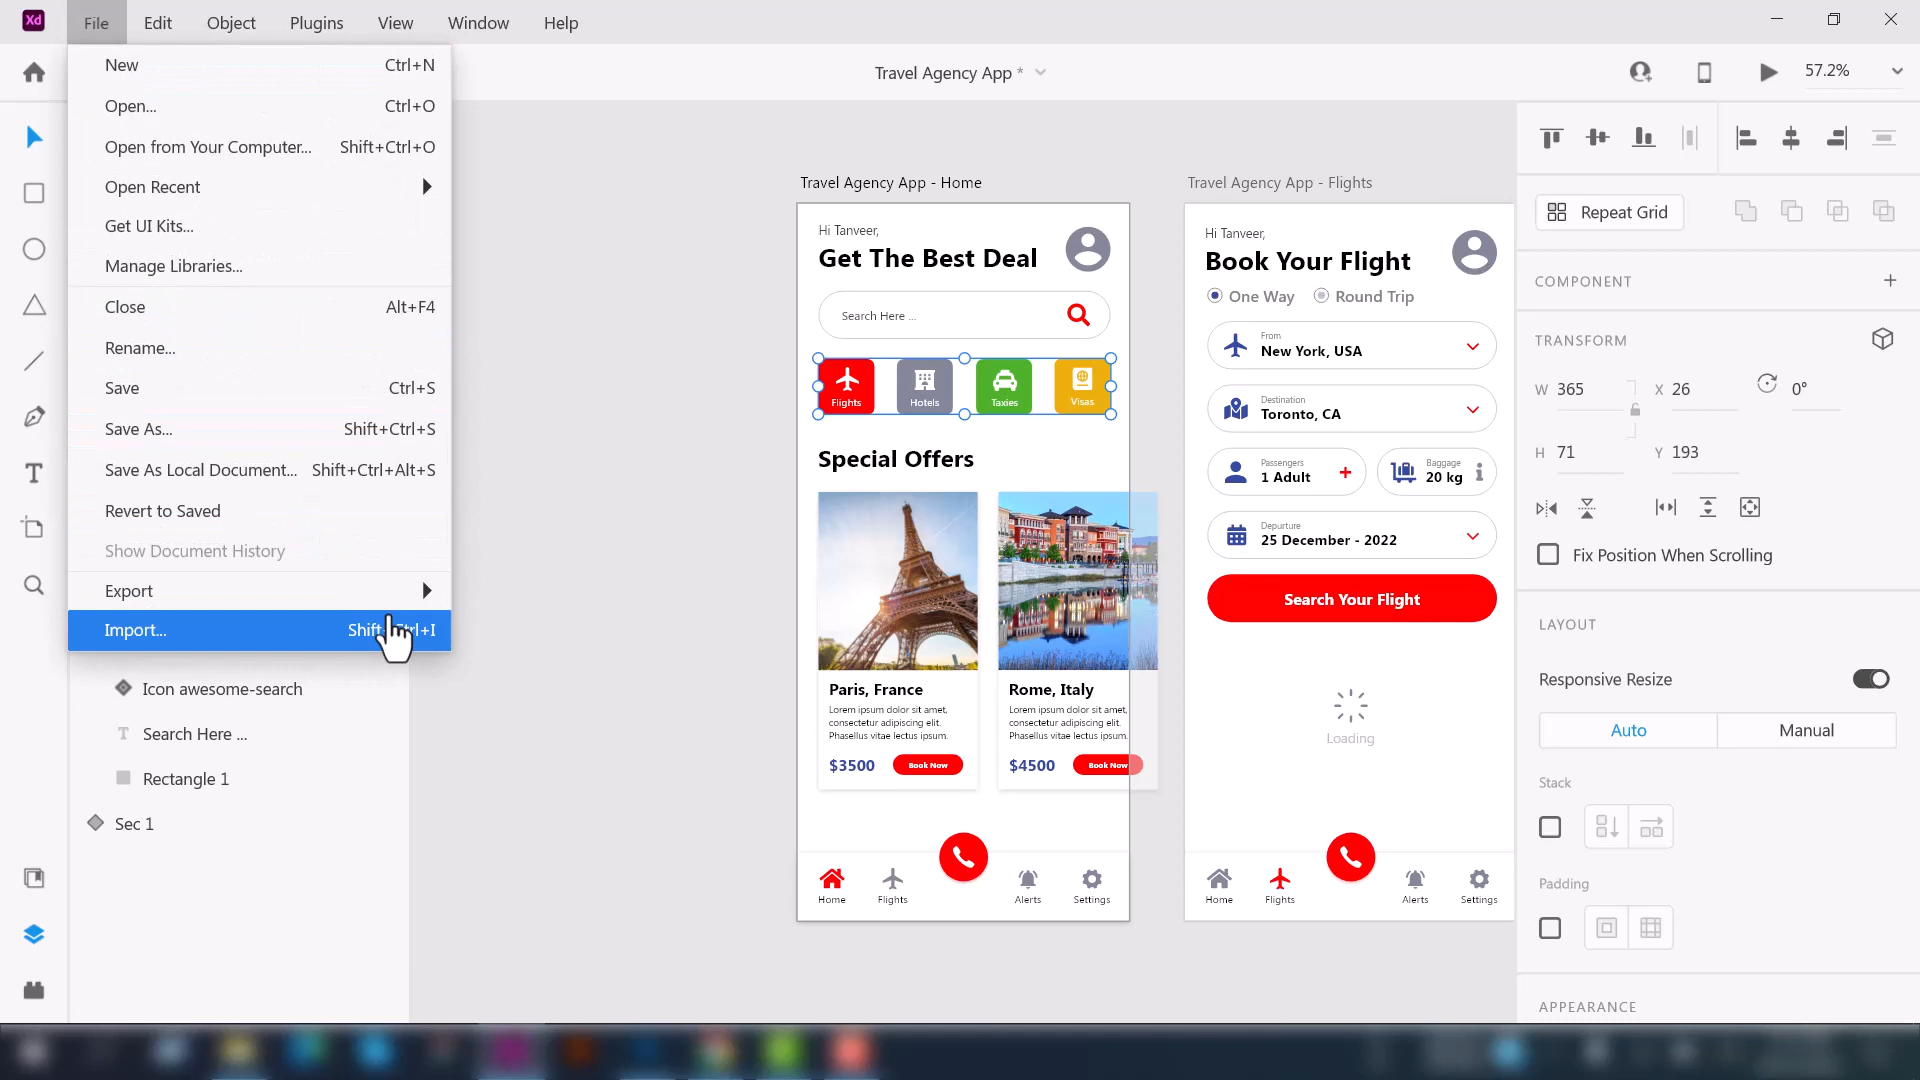 Xd File Edit Object Plugins View Window Help
Travel Agency App * 57.2%
New Ctrl+N
Open... Ctrl+O
Open from Your Computer... Shift+Ctrl+O
Open Recent
Get UI Kits...
Manage Libraries...
Close Alt+F4
Rename...
Save Ctrl+S
Save As... Shift+Ctrl+S
Save As Local Document... Shift+Ctrl+Alt+S
Revert to Saved
Show Document History
Export
Import...
Icon awesome-search
Search Here ...
Rectangle 1
Sec 1
Travel Agency App - Home
Hi Tanveer,
Get The Best Deal
Search Here ...
Flights Hotels Taxies Visas
Special Offers
Paris, France
Lorem ipsum dolor sit amet,
consectetur adipiscing elit.
Phasellus vitae lectus ipsum.
$3500 Book Now
Rome, Italy
Lorem ipsum dolor sit amet,
consectetur adipiscing elit.
Phasellus vitae lectus ipsum.
$4500 Book Now
Home Flights Alerts Settings
Travel Agency App - Flights
Hi Tanveer,
Book Your Flight
One Way Round Trip
From
New York, USA
Destination
Toronto, CA
Passengers
1 Adult
Baggage
20 kg
Depurture
25 December - 2022
Search Your Flight
Loading
Home Flights Alerts Settings
Repeat Grid
COMPONENT
TRANSFORM
W 365 X 26 0°
H 71 Y 193
Fix Position When Scrolling
LAYOUT
Responsive Resize
Auto Manual
Stack
Padding
APPEARANCE